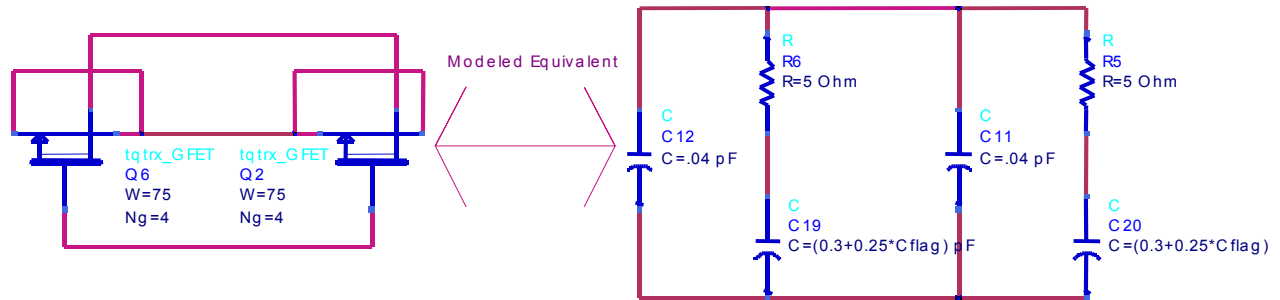 Modeled Equivalent
tqtrx_GFET
Q6
W=75
Ng=4
tqtrx_GFET
Q2
W=75
Ng=4
C
C12
C=.04 pF
R
R6
R=5 Ohm
C
C19
C=(0.3+0.25*Cflag) pF
C
C11
C=.04 pF
R
R5
R=5 Ohm
C
C20
C=(0.3+0.25*Cflag)